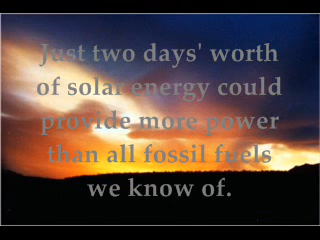 Just two days' worth
of solar energy could
provide more power
than all fossil fuels
we know of.